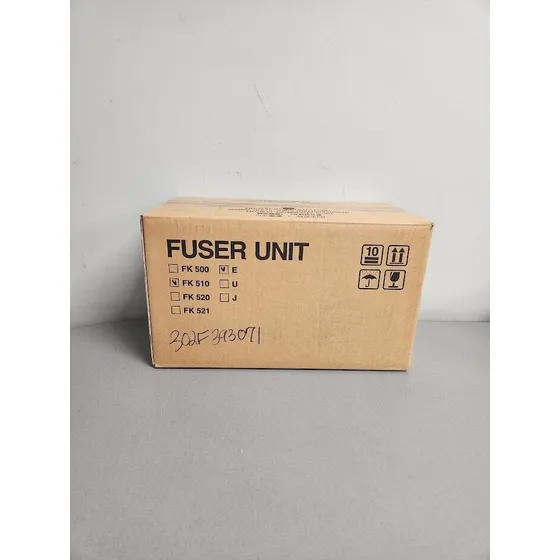 FUSER UNIT
FK 500 E
FK 510 U
FK 520 J
FK 521
302F393071
10